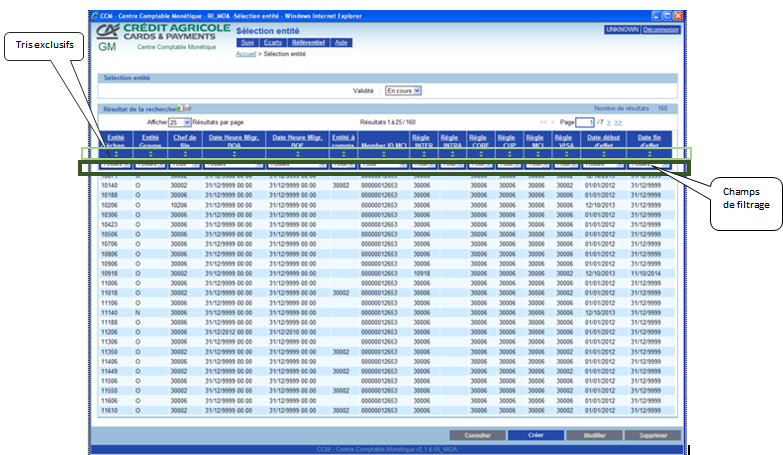 CCM - Centre Comptable Monétique - RI_MOA -Sélection entité - Windows Internet Explorer
CRÉDIT AGRICOLE
CARDS & PAYMENTS
GM Centre Comptable Monétique
Sélection entité
UNKNOWN Déconnexion
Suivi Ecarts Référentiel Aide
Accueil > Sélection entité
Tris exclusifs
Sélection entité
Validité : En cours
Résultat de la recherche
Nombre de résultats : 160
Afficher 25 Résultats par page Résultats 1 à 25 / 160 << < Page 1 /7 > >>
Entité échan Entité Groupe Chef de file Date Heure Migr. BOA Date Heure Migr. BOF Entité à compta Member ID MCI Règle INTER Règle INTRA Règle CORE Règle CUP Règle MCI Règle VISA Date début d'effet Date fin d'effet
Champs
de filtrage
10140 O 30002 31/12/9999 00:00 31/12/9999 00:00 30002 00000012653 30006 30006 30006 30006 30002 01/01/2012 31/12/9999
10188 O 30006 31/12/9999 00:00 31/12/9999 00:00 00000012653 30006 30006 30006 30006 30006 01/01/2012 31/12/9999
10206 O 10206 31/12/9999 00:00 31/12/9999 00:00 00000012653 30006 30006 30006 30006 30006 12/10/2013 31/12/9999
10306 O 30006 31/12/9999 00:00 31/12/9999 00:00 00000012653 30006 30006 30006 30006 30006 01/01/2012 31/12/9999
10423 O 30006 31/12/9999 00:00 31/12/9999 00:00 00000012653 30006 30006 30006 30006 30006 01/01/2012 31/12/9999
10506 O 30006 31/12/9999 00:00 31/12/9999 00:00 00000012653 30006 30006 30006 30006 30006 01/01/2012 31/12/9999
10706 O 30006 31/12/9999 00:00 31/12/9999 00:00 00000012653 30006 30006 30006 30006 30006 01/01/2012 31/12/9999
10806 O 30006 31/12/9999 00:00 31/12/9999 00:00 00000012653 30006 30006 30006 30006 30006 01/01/2012 31/12/9999
10906 O 30006 31/12/9999 00:00 31/12/9999 00:00 00000012653 30006 30006 30006 30006 30006 01/01/2012 31/12/9999
10918 O 30002 31/12/9999 00:00 31/12/9999 00:00 00000012653 10918 30006 30006 30006 30002 12/10/2013 11/10/2014
11006 O 30006 31/12/9999 00:00 31/12/9999 00:00 00000012653 30006 30006 30006 30006 30006 01/01/2012 31/12/9999
11018 O 30002 31/12/9999 00:00 31/12/9999 00:00 30002 00000012653 30006 30006 30006 30006 30002 01/01/2012 31/12/9999
11106 O 30006 31/12/9999 00:00 31/12/9999 00:00 00000012653 30006 30006 30006 30006 30006 01/01/2012 31/12/9999
11140 N 30006 31/12/9999 00:00 31/12/9999 00:00 00000012653 30006 30006 30006 30006 30006 12/10/2013 31/12/9999
11188 O 30006 31/12/9999 00:00 31/12/9999 00:00 00000012653 30006 30006 30006 30006 30006 01/01/2012 31/12/9999
11206 O 30006 31/12/2012 00:00 31/12/2010 00:00 00000012653 30006 30006 30006 30006 30006 01/01/2012 31/12/9999
11306 O 30006 31/12/9999 00:00 31/12/9999 00:00 00000012653 30006 30006 30006 30006 30006 01/01/2012 31/12/9999
11350 O 30002 31/12/9999 00:00 31/12/9999 00:00 30002 00000012653 30006 30006 30006 30006 30002 01/01/2012 31/12/9999
11406 O 30006 31/12/9999 00:00 31/12/9999 00:00 00000012653 30006 30006 30006 30006 30006 01/01/2012 31/12/9999
11449 O 30002 31/12/9999 00:00 31/12/9999 00:00 30002 00000012653 30006 30006 30006 30006 30002 01/01/2012 31/12/9999
11506 O 30006 31/12/9999 00:00 31/12/9999 00:00 00000012653 30006 30006 30006 30006 30006 01/01/2012 31/12/9999
11550 O 30002 31/12/9999 00:00 31/12/9999 00:00 30002 00000012653 30006 30006 30006 30006 30002 01/01/2012 31/12/9999
11606 O 30006 31/12/9999 00:00 31/12/9999 00:00 00000012653 30006 30006 30006 30006 30006 01/01/2012 31/12/9999
11610 O 30002 31/12/9999 00:00 31/12/9999 00:00 30002 00000012653 30006 30006 30006 30006 30002 01/01/2012 31/12/9999
Consulter Créer Modifier Supprimer
CCM - Centre Comptable Monétique v2.1.6 RI_MOA